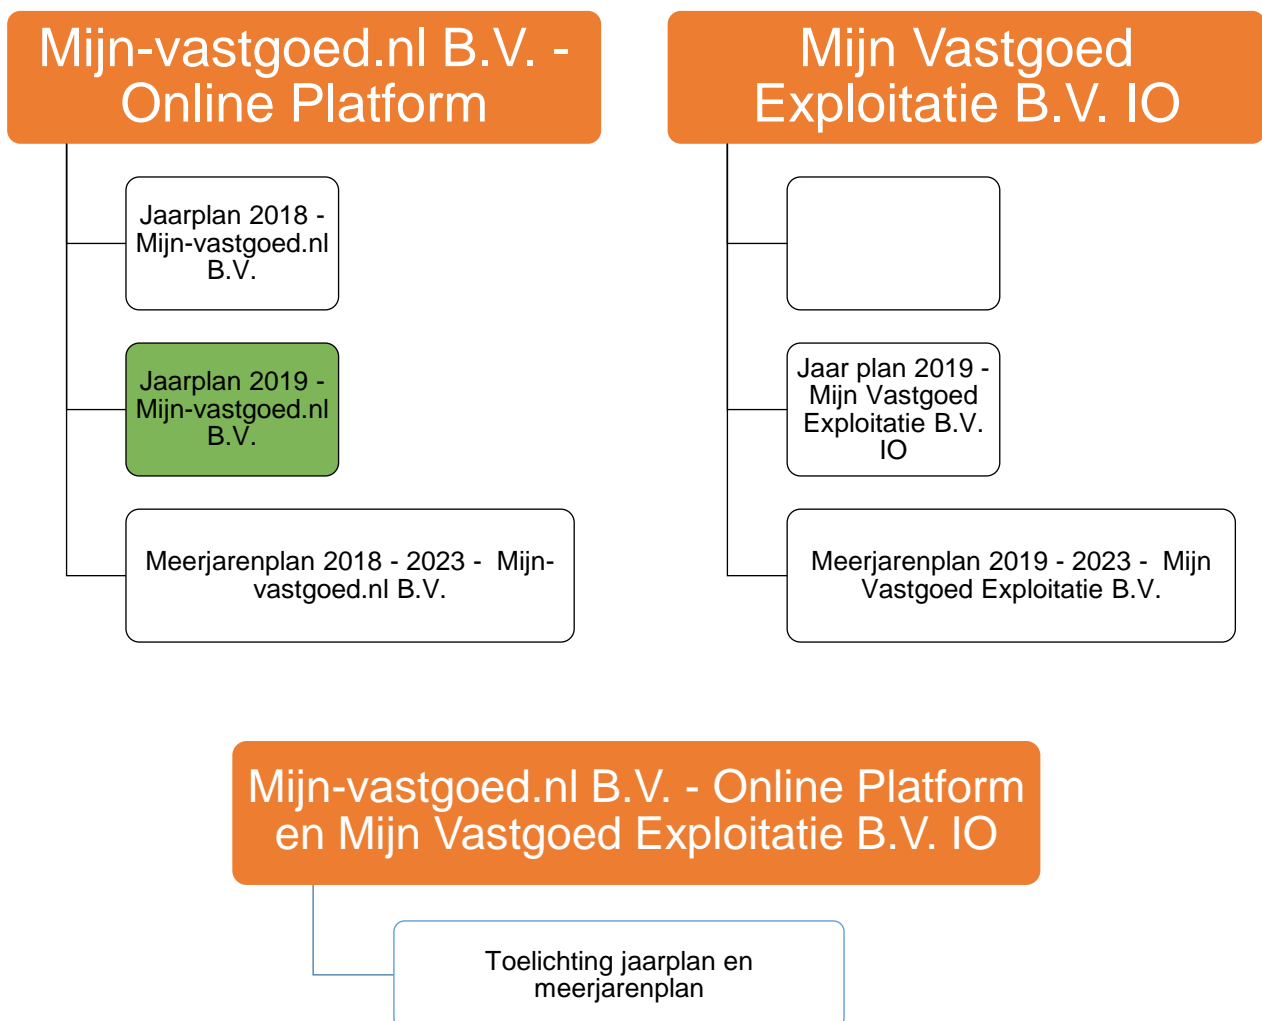 Mijn-vastgoed.nl B.V. -
Online Platform
Jaarplan 2018 -
Mijn-vastgoed.nl
B.V.
Jaarplan 2019 -
Mijn-vastgoed.nl
B.V.
Meerjarenplan 2018 - 2023 -  Mijn-
vastgoed.nl B.V.
Mijn Vastgoed
Exploitatie B.V. IO
Jaar plan 2019 -
Mijn Vastgoed
Exploitatie B.V.
IO
Meerjarenplan 2019 - 2023 -  Mijn
Vastgoed Exploitatie B.V.
Mijn-vastgoed.nl B.V. - Online Platform
en Mijn Vastgoed Exploitatie B.V. IO
Toelichting jaarplan en
meerjarenplan